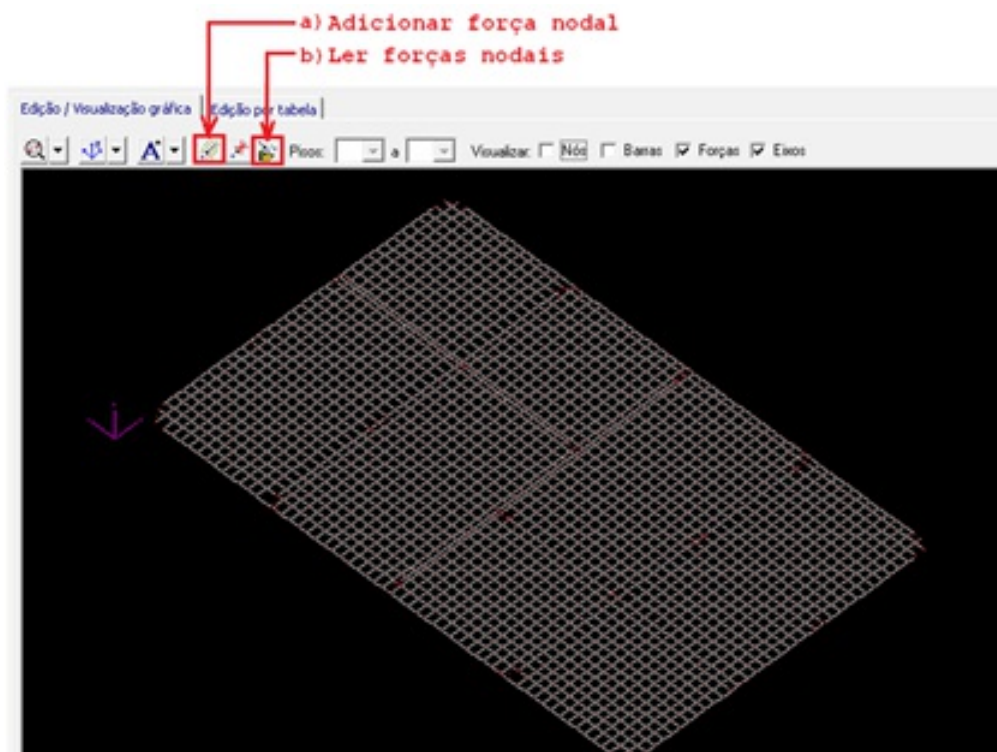 a) Adicionar força nodal
b) Ler forças nodais
Edição / Visualização gráfica Edição por tabela
A Pisos: a Visualizar: Nós Barras Forças Eixos